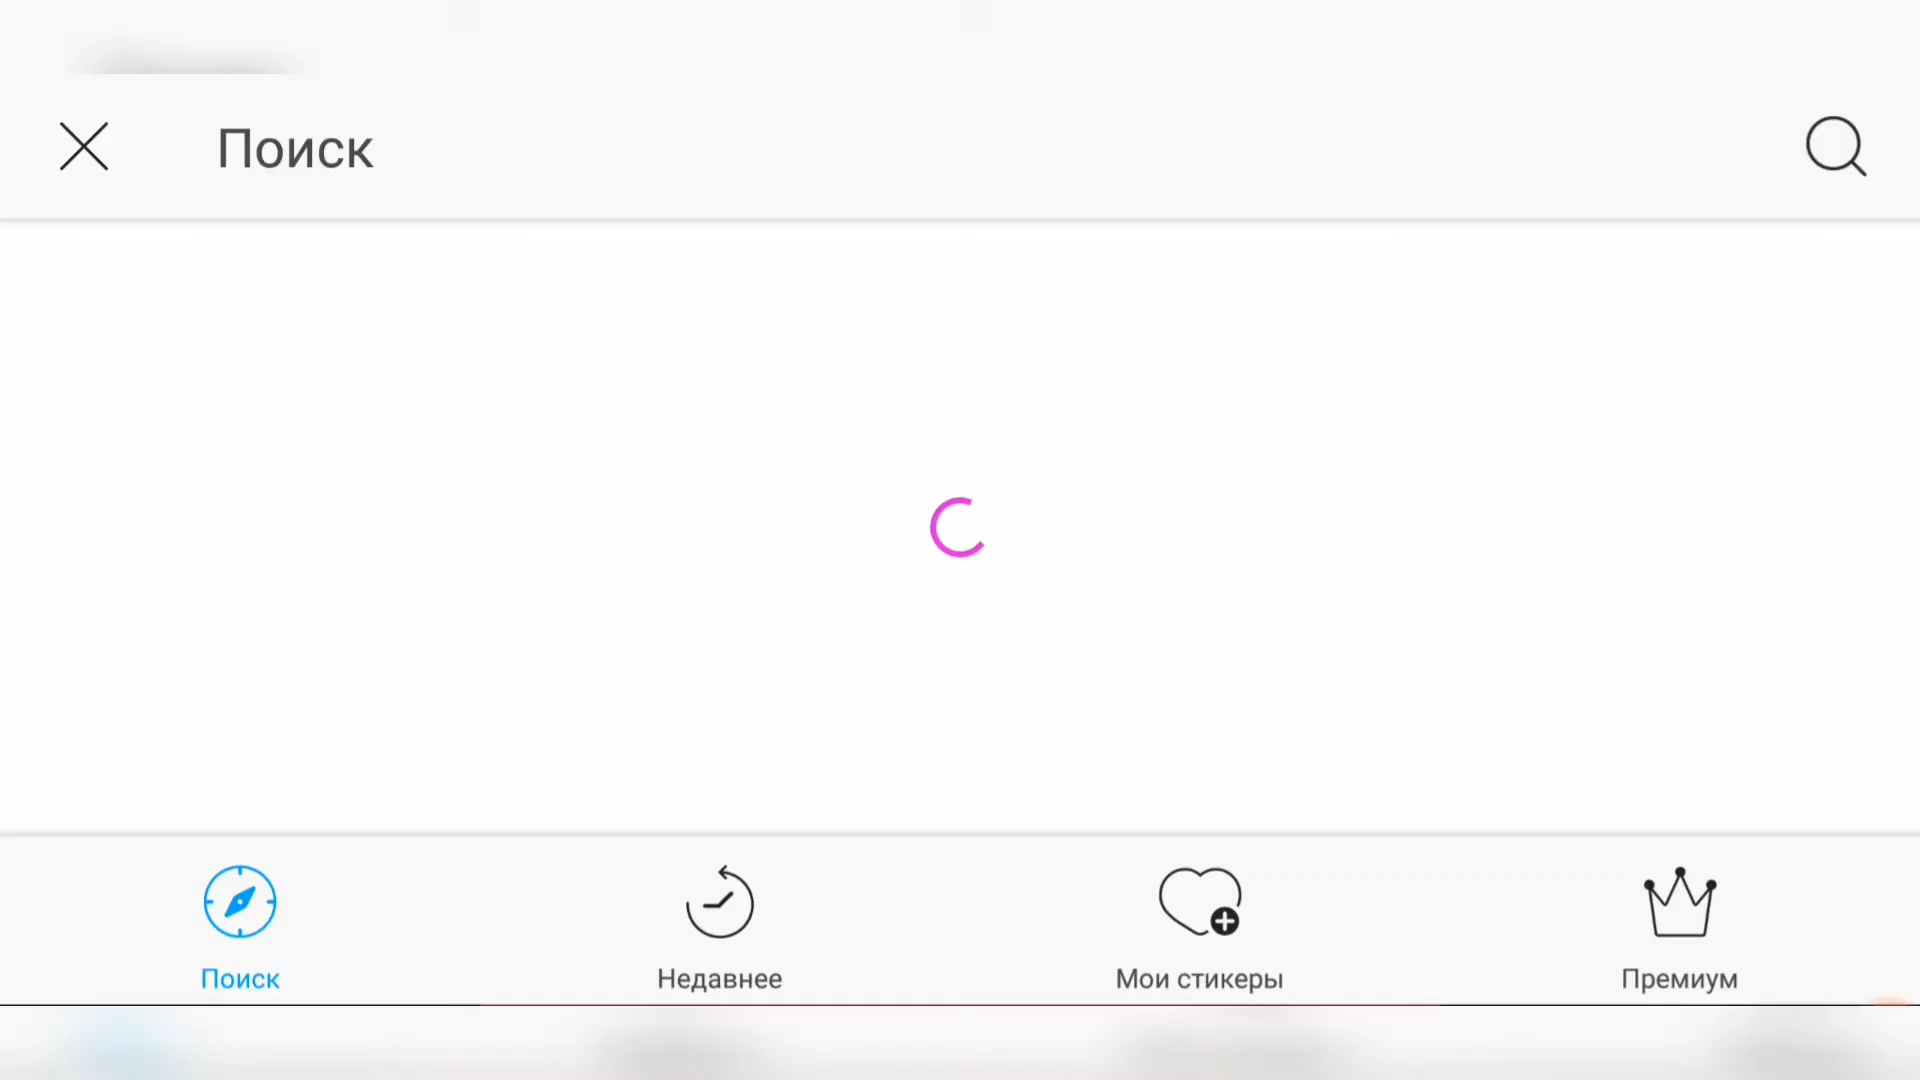 Поиск
Поиск
Недавнее
Мои стикеры
Премиум